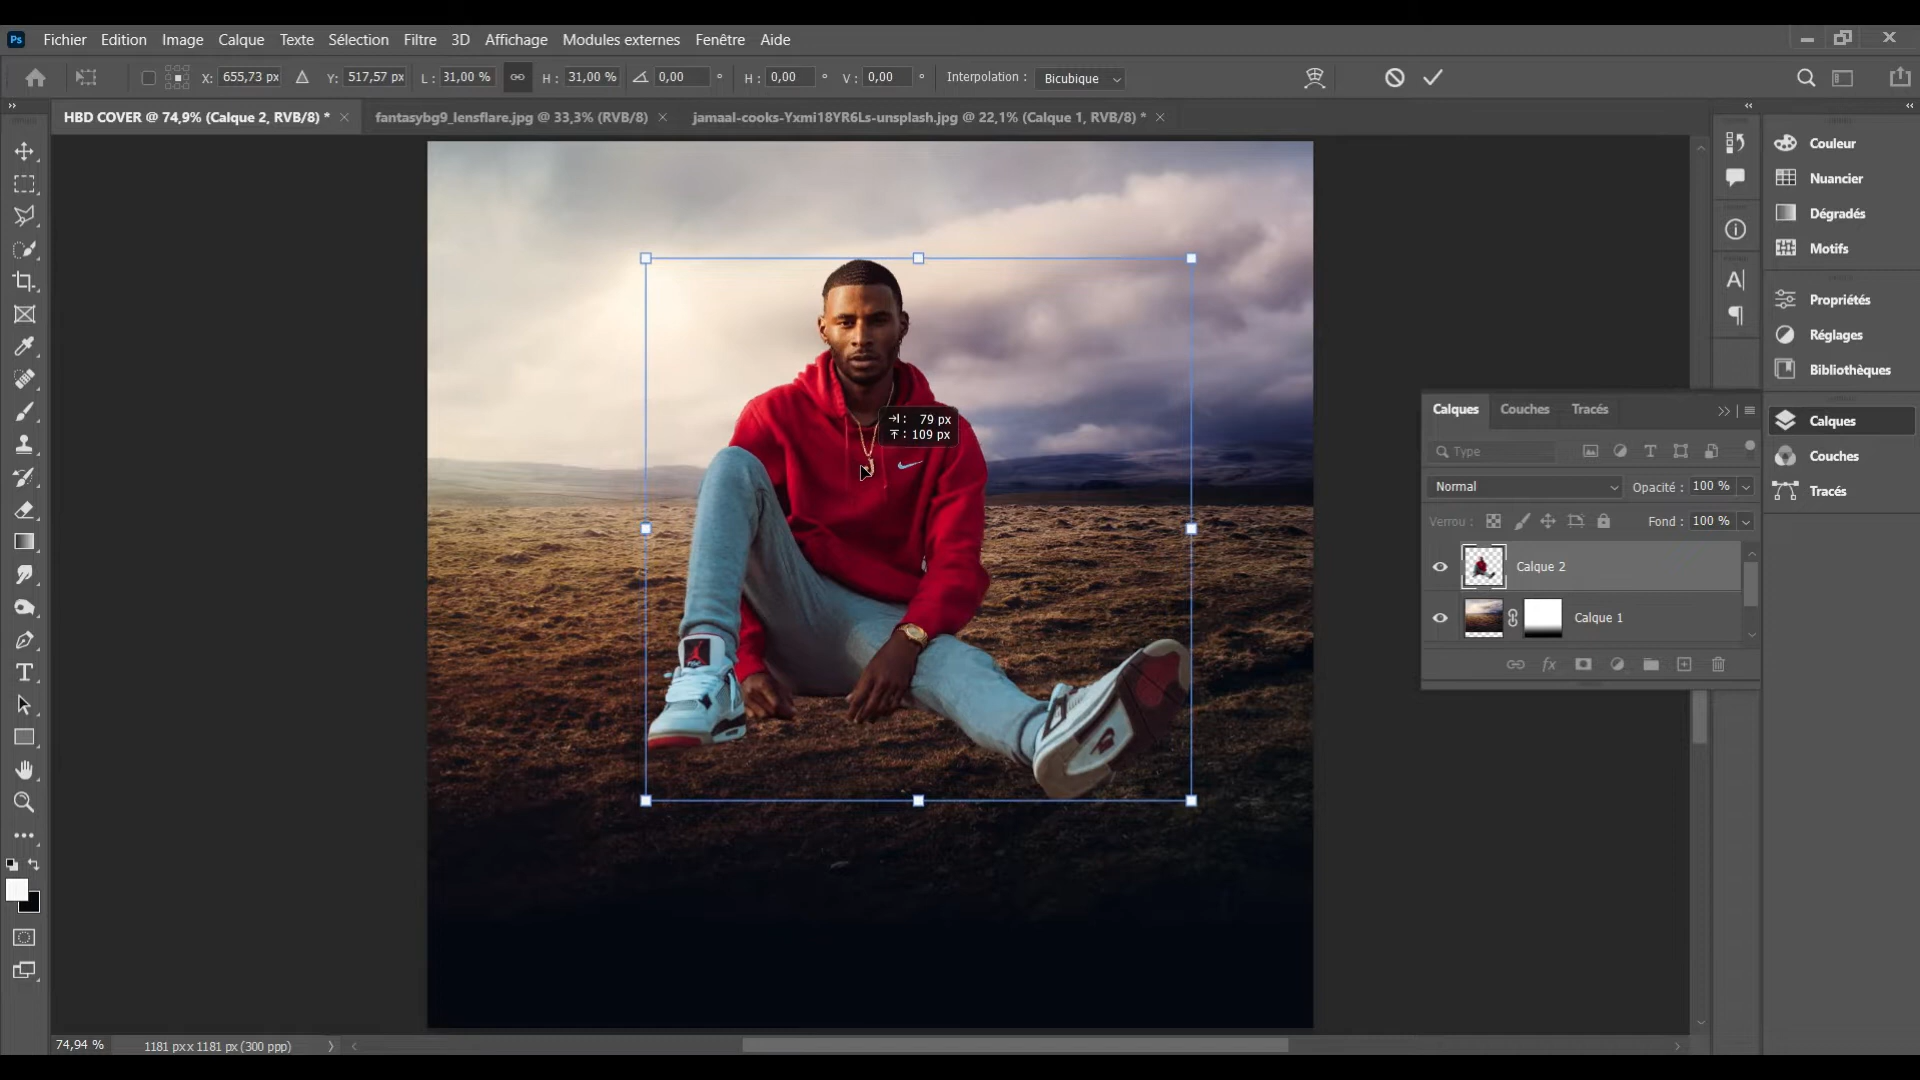 Ps Fichier Edition Image Calque Texte Sélection Filtre 3D Affichage Modules externes Fenêtre Aide
X: 655,73 px Y: 517,57 px L: 31,00 % H: 31,00 % 0,00 ° H: 0,00 ° V: 0,00 ° Interpolation : Bicubique
HBD COVER @ 74,9% (Calque 2, RVB/8) * fantasybg9_lensflare.jpg @ 33,3% (RVB/8) jamaal-cooks-Yxmi18YR6Ls-unsplash.jpg @ 22,1% (Calque 1, RVB/8) *
Couleur
Nuancier
Dégradés
Motifs
Propriétés
Réglages
Bibliothèques
Calques
Couches
Tracés
Calques Couches Tracés
Type
Normal Opacité : 100 %
Verrou : Fond : 100 %
Calque 2
Calque 1
fx
79 px
109 px
74,94 % 1181 px x 1181 px (300 ppp)